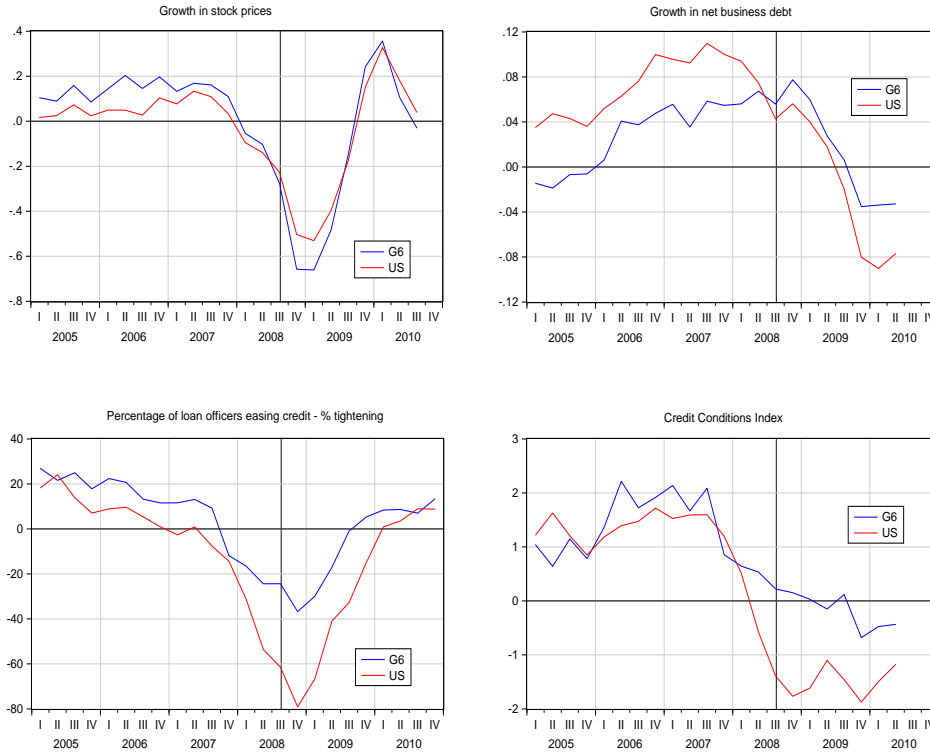 Growth in stock prices
.4
.2
.0
-.2
-.4
-.6
-.8
G6
US
I II III IV I II III IV I II III IV I II III IV I II III IV I II III IV
2005 2006 2007 2008 2009 2010
Growth in net business debt
.12
.08
.04
.00
-.04
-.08
-.12
G6
US
I II III IV I II III IV I II III IV I II III IV I II III IV I II III IV
2005 2006 2007 2008 2009 2010
Percentage of loan officers easing credit - % tightening
40
20
0
-20
-40
-60
-80
G6
US
I II III IV I II III IV I II III IV I II III IV I II III IV I II III IV
2005 2006 2007 2008 2009 2010
Credit Conditions Index
3
2
1
0
-1
-2
G6
US
I II III IV I II III IV I II III IV I II III IV I II III IV I II III IV
2005 2006 2007 2008 2009 2010